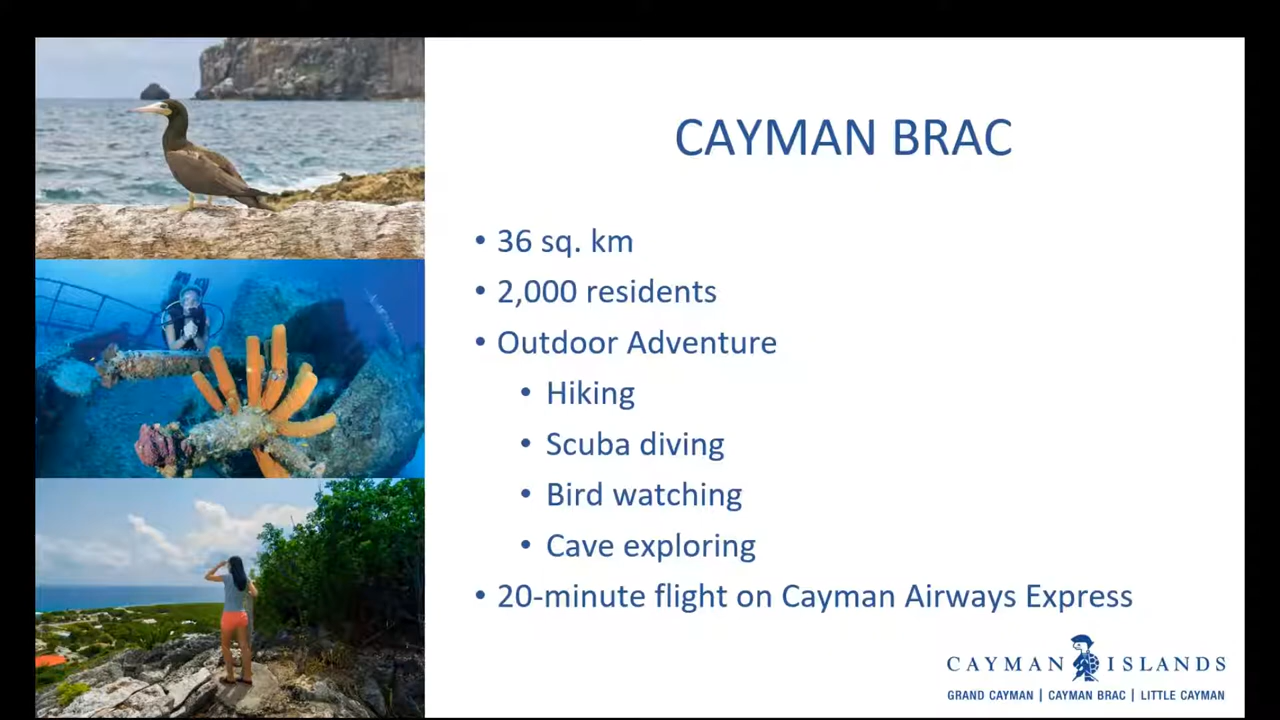 CAYMAN BRAC
• 36 sq. km
• 2,000 residents
• Outdoor Adventure
• Hiking
• Scuba diving
• Bird watching
• Cave exploring
• 20-minute flight on Cayman Airways Express
CAYMAN ISLANDS
GRAND CAYMAN | CAYMAN BRAC | LITTLE CAYMAN